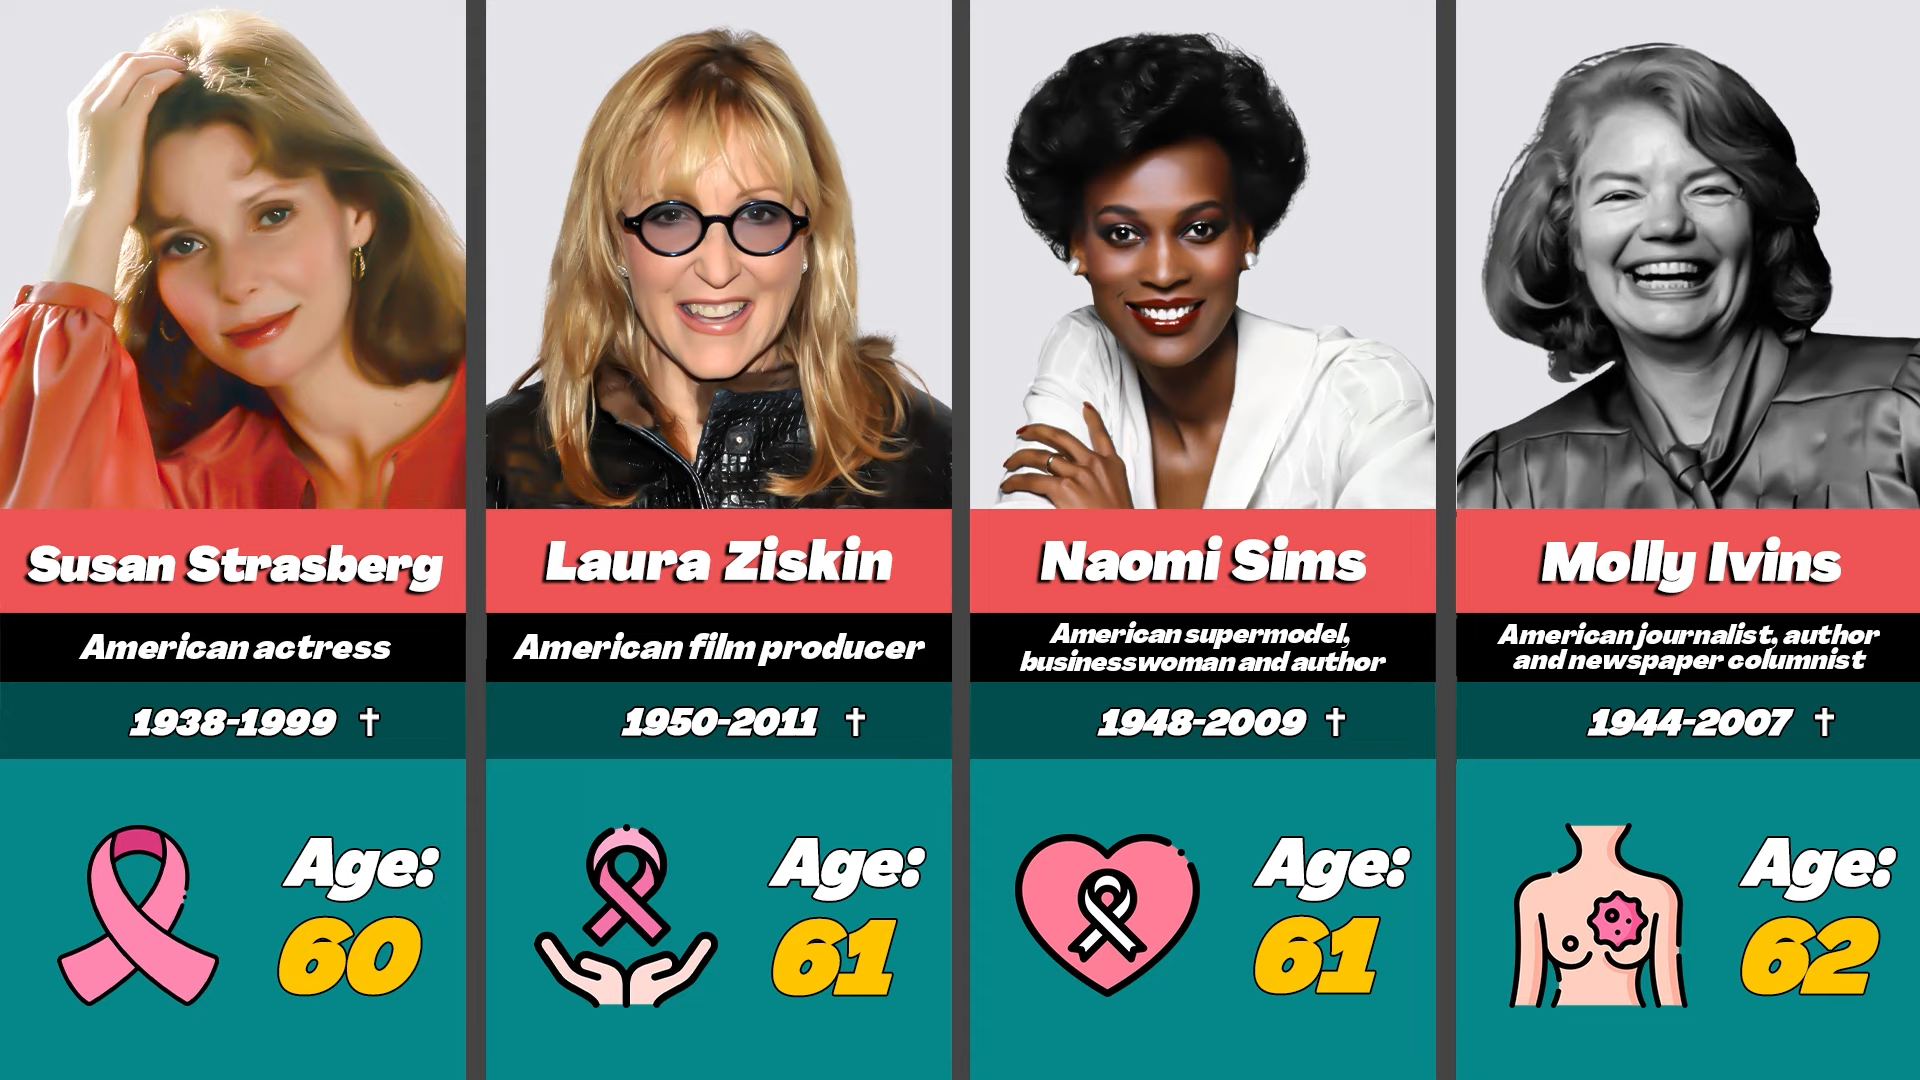 Susan Strasberg
American actress
1938-1999 †
Age:
60
Laura Ziskin
American film producer
1950-2011 †
Age:
61
Naomi Sims
American supermodel,
businesswoman and author
1948-2009 †
Age:
61
Molly Ivins
American journalist, author
and newspaper columnist
1944-2007 †
Age:
62